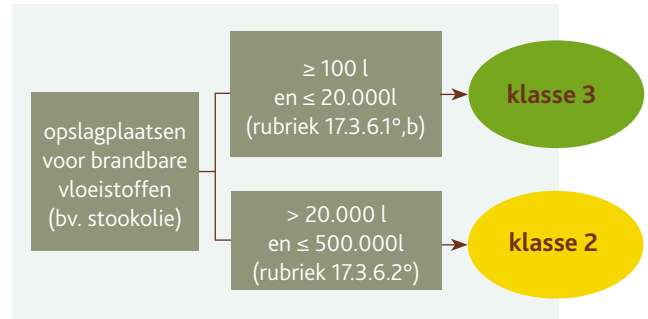 opslagplaatsen
voor brandbare
vloeistoffen
(bv. stookolie)
≥ 100 l
en ≤ 20.000l
(rubriek 17.3.6.1°,b)
klasse 3
> 20.000 l
en ≤ 500.000l
(rubriek 17.3.6.2°)
klasse 2